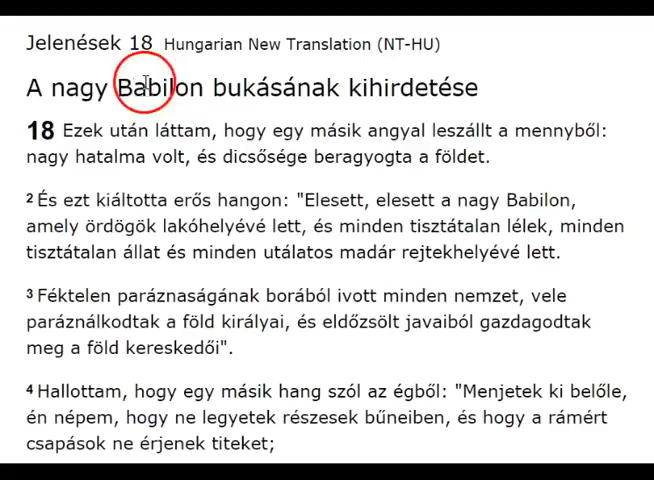 Jelenések 18 Hungarian New Translation (NT-HU)
A nagy Babilon bukásának kihirdetése
18 Ezek után láttam, hogy egy másik angyal leszállt a mennyből:
nagy hatalma volt, és dicsősége beragyogta a földet.
2 És ezt kiáltotta erős hangon: "Elesett, elesett a nagy Babilon,
amely ördögök lakóhelyévé lett, és minden tisztátalan lélek, minden
tisztátalan állat és minden utálatos madár rejtekhelyévé lett.
3 Féktelen paráznaságának borából ivott minden nemzet, vele
paráználkodtak a föld királyai, és eldőzsölt javaiból gazdagodtak
meg a föld kereskedői".
4 Hallottam, hogy egy másik hang szól az égből: "Menjetek ki belőle,
én népem, hogy ne legyetek részesek bűneiben, és hogy a rámért
csapások ne érjenek titeket;